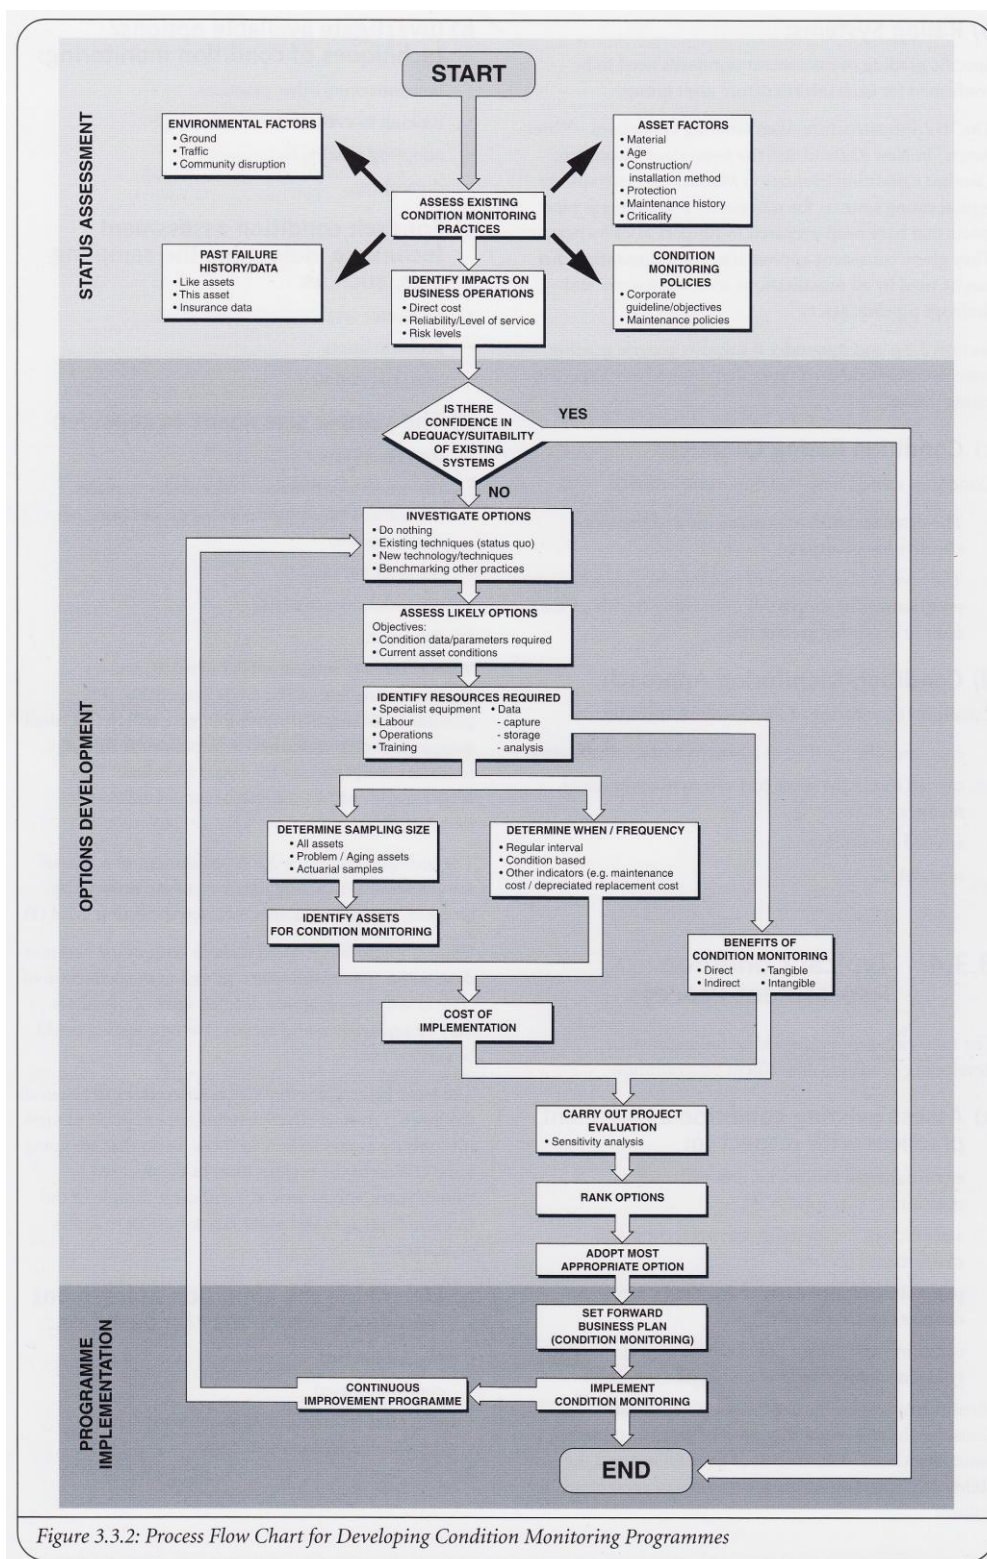 START
STATUS ASSESSMENT
ENVIRONMENTAL FACTORS
• Ground
• Traffic
• Community disruption
ASSET FACTORS
• Material
• Age
• Construction/
installation method
• Protection
• Maintenance history
• Criticality
ASSESS EXISTING
CONDITION MONITORING
PRACTICES
PAST FAILURE
HISTORY/DATA
• Like assets
• This asset
• Insurance data
IDENTIFY IMPACTS ON
BUSINESS OPERATIONS
• Direct cost
• Reliability/Level of service
• Risk levels
CONDITION
MONITORING
POLICIES
• Corporate
guideline/objectives
• Maintenance policies
OPTIONS DEVELOPMENT
IS THERE
CONFIDENCE IN
ADEQUACY/SUITABILITY
OF EXISTING
SYSTEMS
YES
NO
INVESTIGATE OPTIONS
• Do nothing
• Existing techniques (status quo)
• New technology/techniques
• Benchmarking other practices
ASSESS LIKELY OPTIONS
Objectives:
• Condition data/parameters required
• Current asset conditions
IDENTIFY RESOURCES REQUIRED
• Specialist equipment • Data
• Labour - capture
• Operations - storage
• Training - analysis
DETERMINE SAMPLING SIZE
• All assets
• Problem / Aging assets
• Actuarial samples
DETERMINE WHEN / FREQUENCY
• Regular interval
• Condition based
• Other indicators (e.g. maintenance
cost / depreciated replacement cost
IDENTIFY ASSETS
FOR CONDITION MONITORING
BENEFITS OF
CONDITION MONITORING
• Direct • Tangible
• Indirect • Intangible
COST OF
IMPLEMENTATION
CARRY OUT PROJECT
EVALUATION
• Sensitivity analysis
RANK OPTIONS
ADOPT MOST
APPROPRIATE OPTION
PROGRAMME
IMPLEMENTATION
SET FORWARD
BUSINESS PLAN
(CONDITION MONITORING)
CONTINUOUS
IMPROVEMENT PROGRAMME
IMPLEMENT
CONDITION MONITORING
END
Figure 3.3.2: Process Flow Chart for Developing Condition Monitoring Programmes